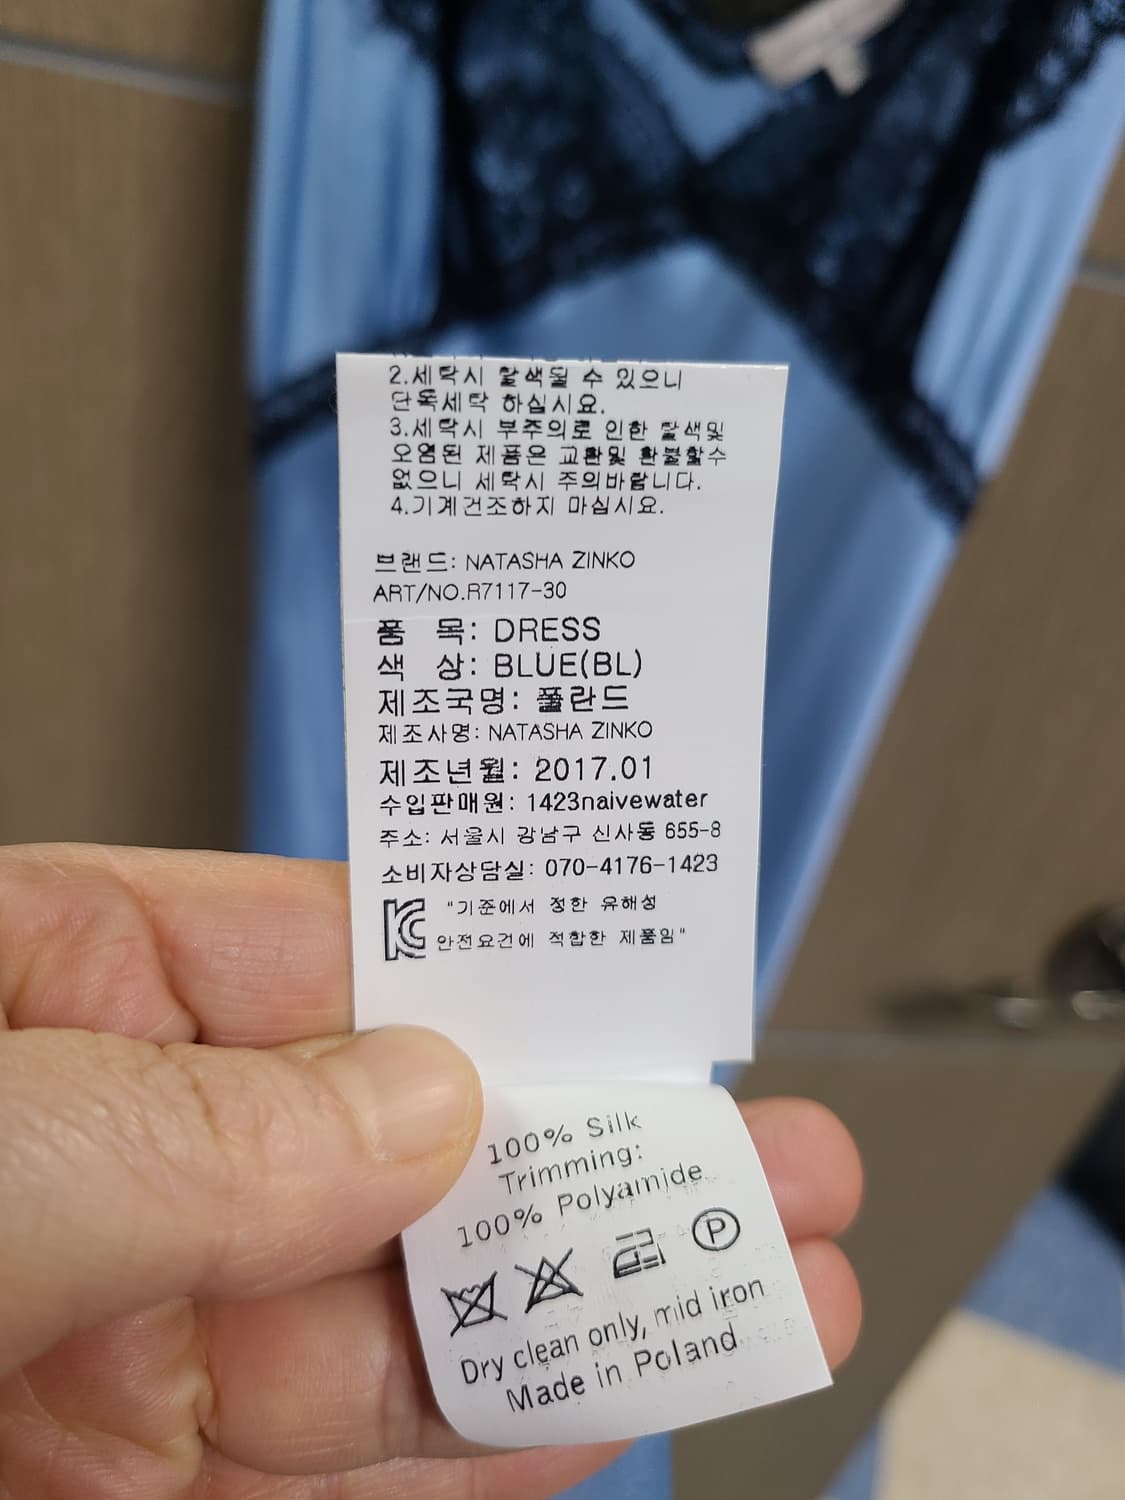 2.세탁시 탈색될 수 있으니
단독세탁 하십시요.
3.세탁시 부주의로 인한 탈색및
오염된 제품은 교환및 환불할수
없으니 세탁시 주의바랍니다.
4.기계건조하지 마십시요.
브랜드: NATASHA ZINKO
ART/NO.R7117-30
품 목: DRESS
색 상: BLUE(BL)
제조국명: 폴란드
제조사명: NATASHA ZINKO
제조년월: 2017.01
수입판매원: 1423naivewater
주소: 서울시 강남구 신사동 655-8
소비자상담실: 070-4176-1423
"기준에서 정한 유해성
안전요건에 적합한 제품임"
100% Silk
Trimming:
100% Polyamide
P
Dry clean only, mid iron
Made in Poland